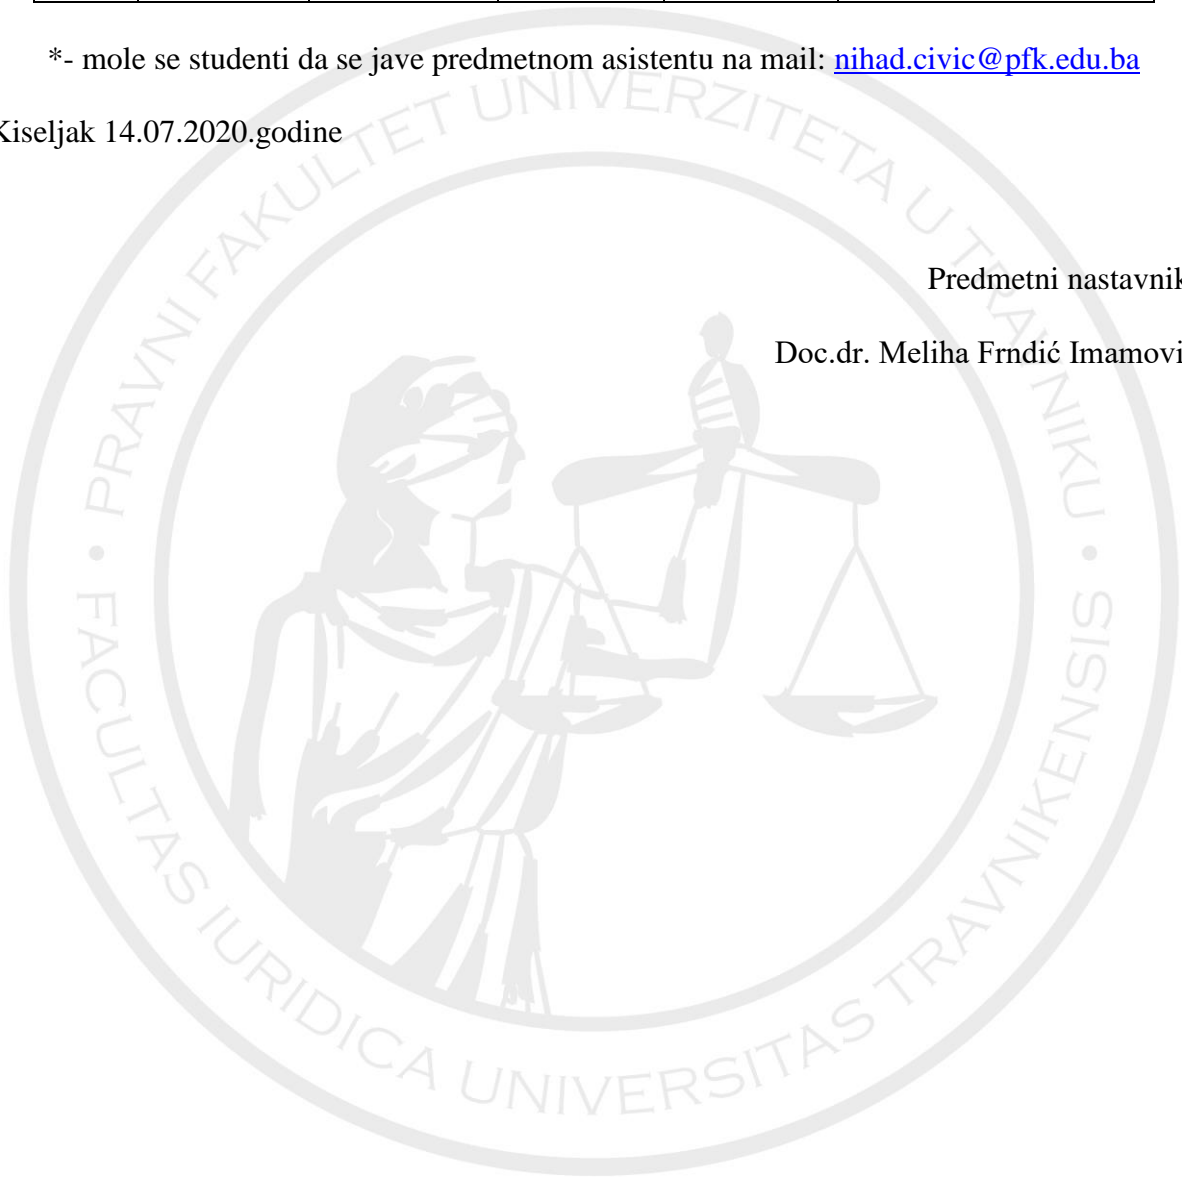 *- mole se studenti da se jave predmetnom asistentu na mail: nihad.civic@pfk.edu.ba
Kiseljak 14.07.2020.godine
Predmetni nastavnik
Doc.dr. Meliha Frndić Imamovi
PRAVNI FAKULTET UNIVERZITETA U TRAVNIKU •
• FACULTAS IURIDICA UNIVERSITAS TRAVNIKENSIS